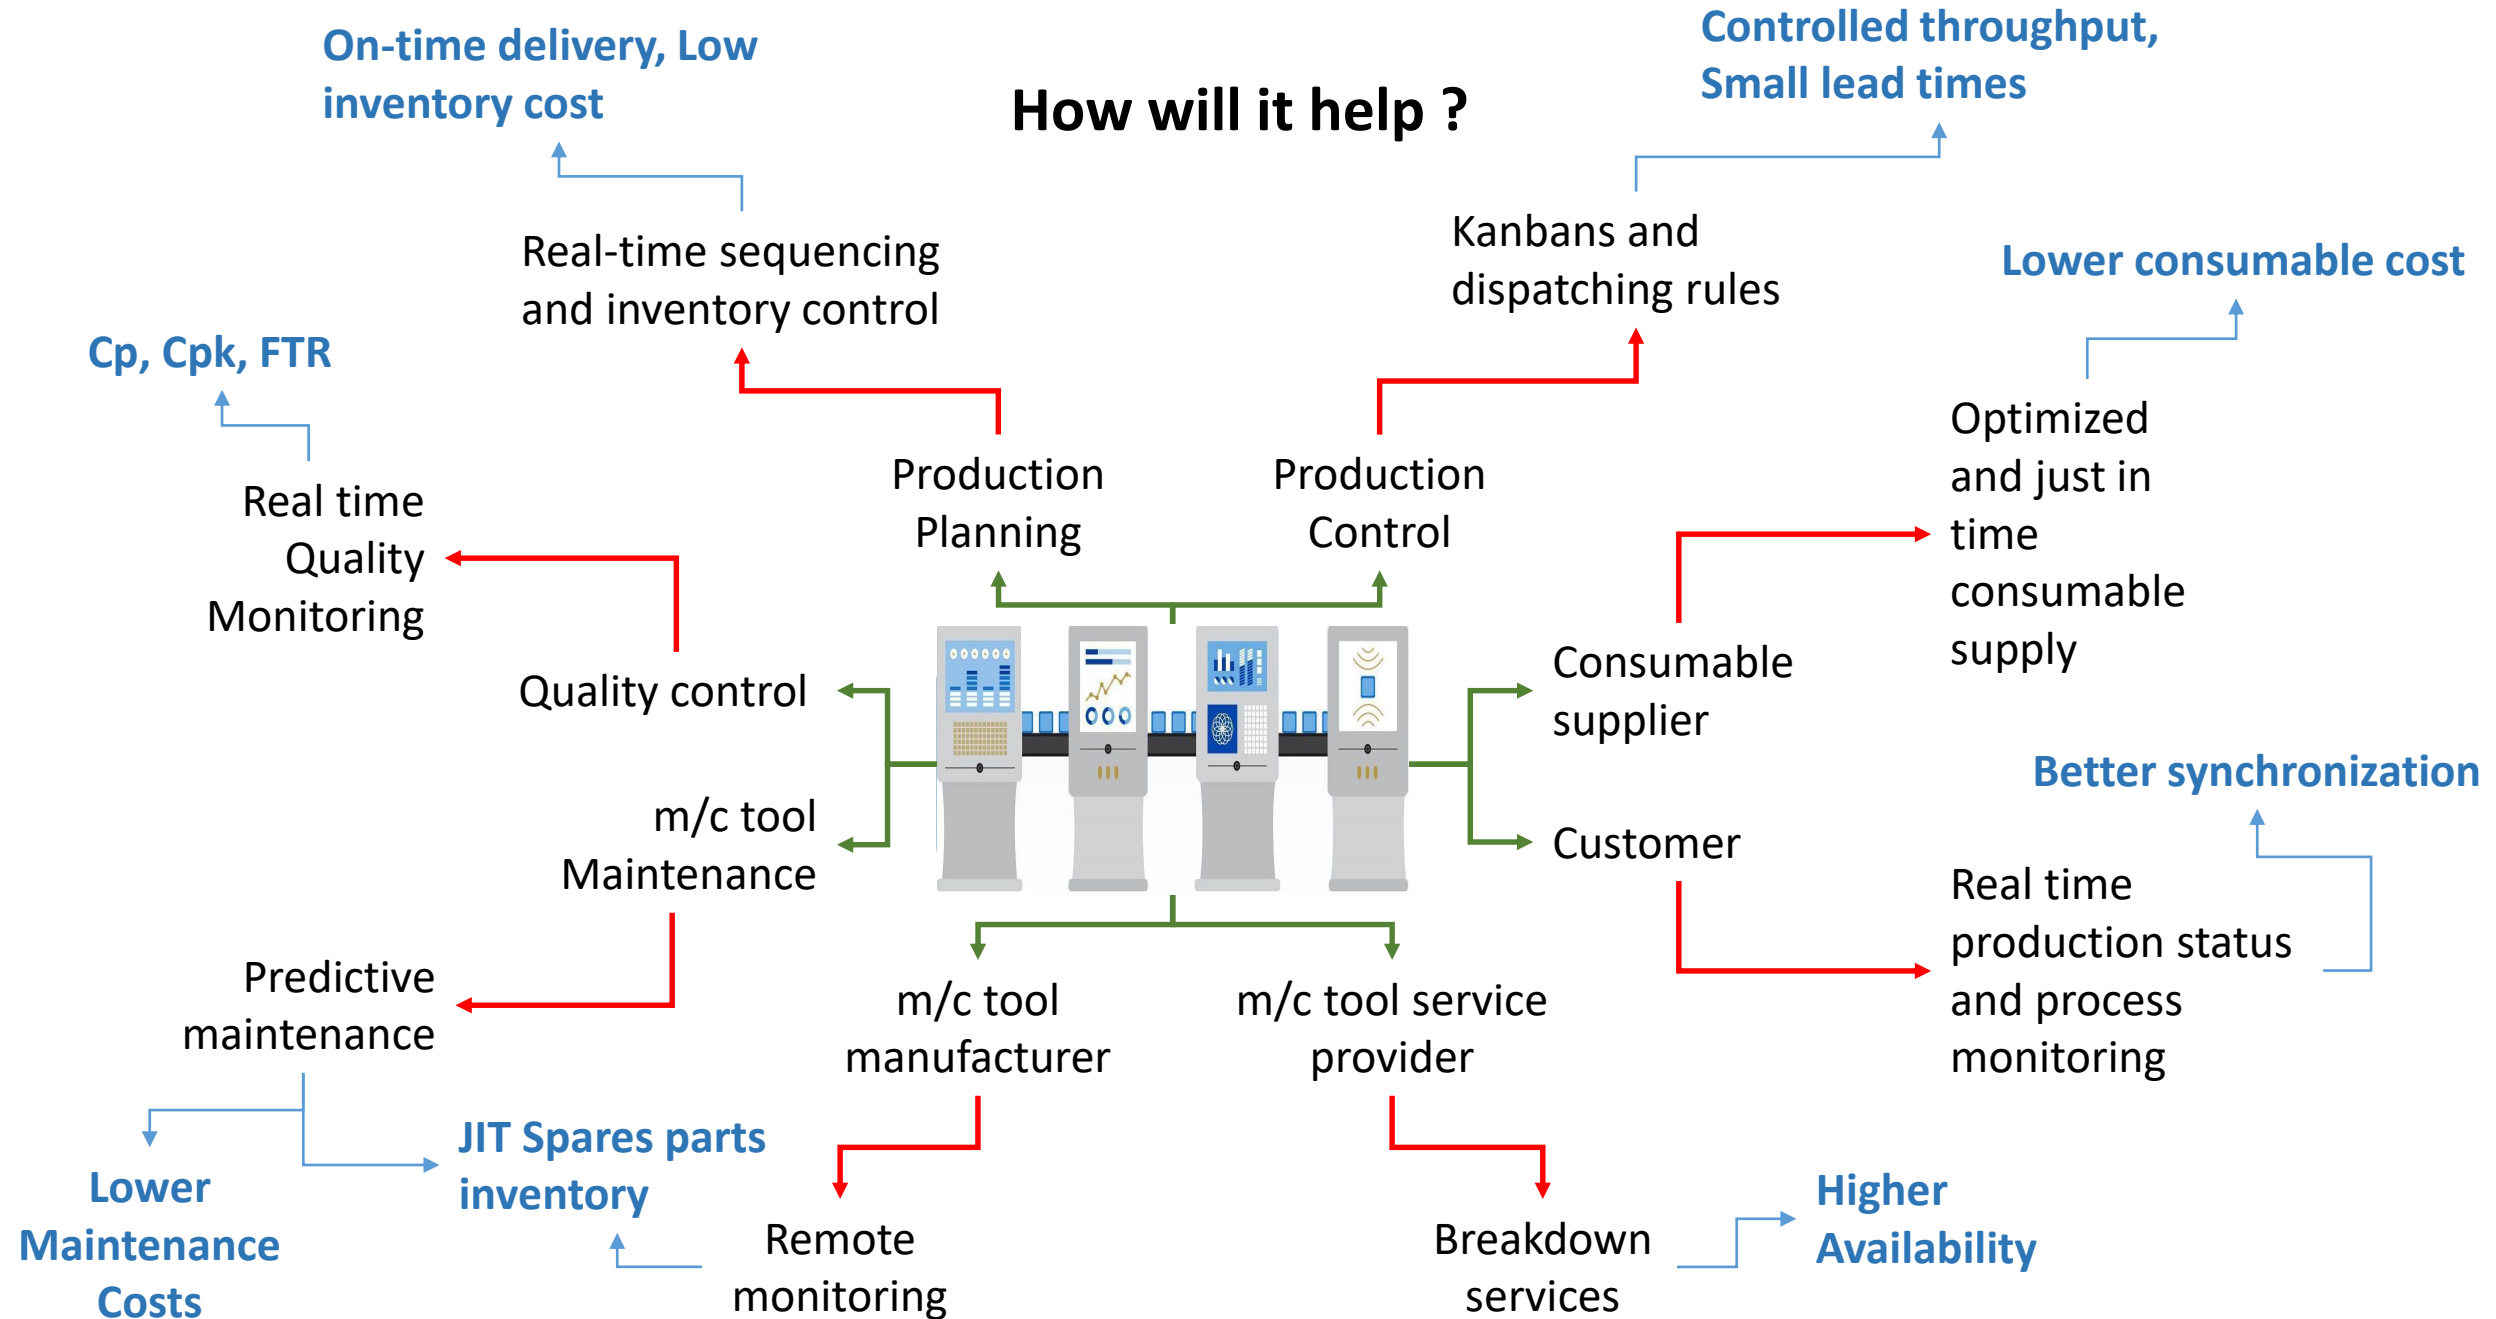 How will it help ?
On-time delivery, Low
inventory cost
Controlled throughput,
Small lead times
Real-time sequencing
and inventory control
Kanbans and
dispatching rules
Lower consumable cost
Cp, Cpk, FTR
Real time
Quality
Monitoring
Production
Planning
Production
Control
Optimized
and just in
time
consumable
supply
Quality control
Consumable
supplier
m/c tool
Maintenance
Customer
Better synchronization
Real time
production status
and process
monitoring
Predictive
maintenance
m/c tool
manufacturer
m/c tool service
provider
Lower
Maintenance
Costs
JIT Spares parts
inventory
Remote
monitoring
Breakdown
services
Higher
Availability